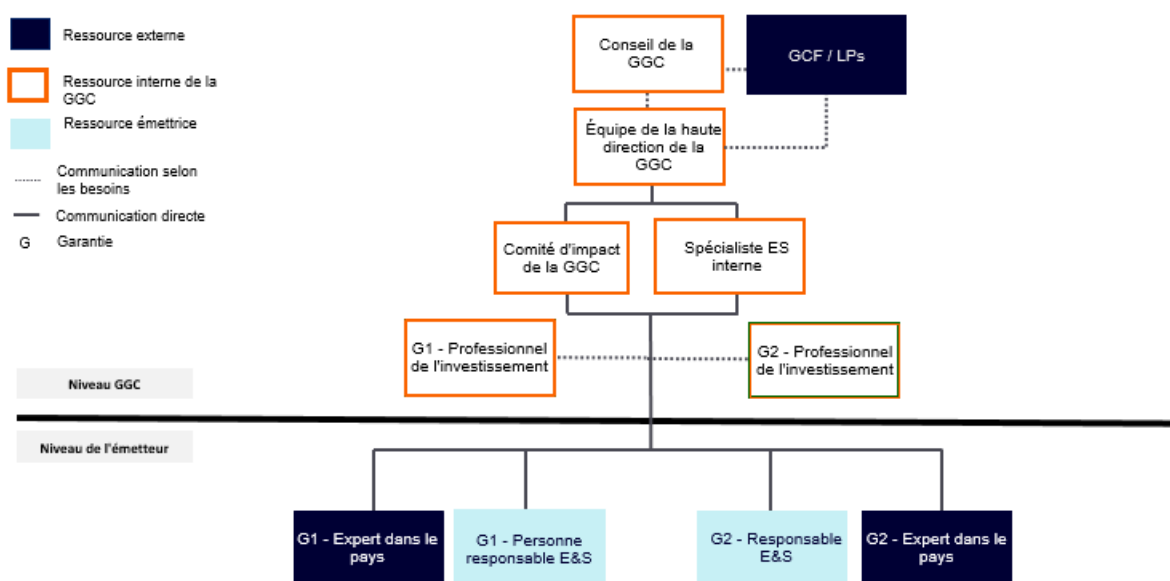 Ressource externe
Ressource interne de la
GGC
Ressource émettrice
Communication selon
les besoins
Communication directe
G Garantie
Conseil de la
GGC
GCF / LPs
Équipe de la haute
direction de la
GGC
Comité d'impact
de la GGC
Spécialiste ES
interne
G1 - Professionnel
de l'investissement
G2 - Professionnel
de l'investissement
Niveau GGC
Niveau de l'émetteur
G1 - Expert dans le
pays
G1 - Personne
responsable E&S
G2 - Responsable
E&S
G2 - Expert dans le
pays